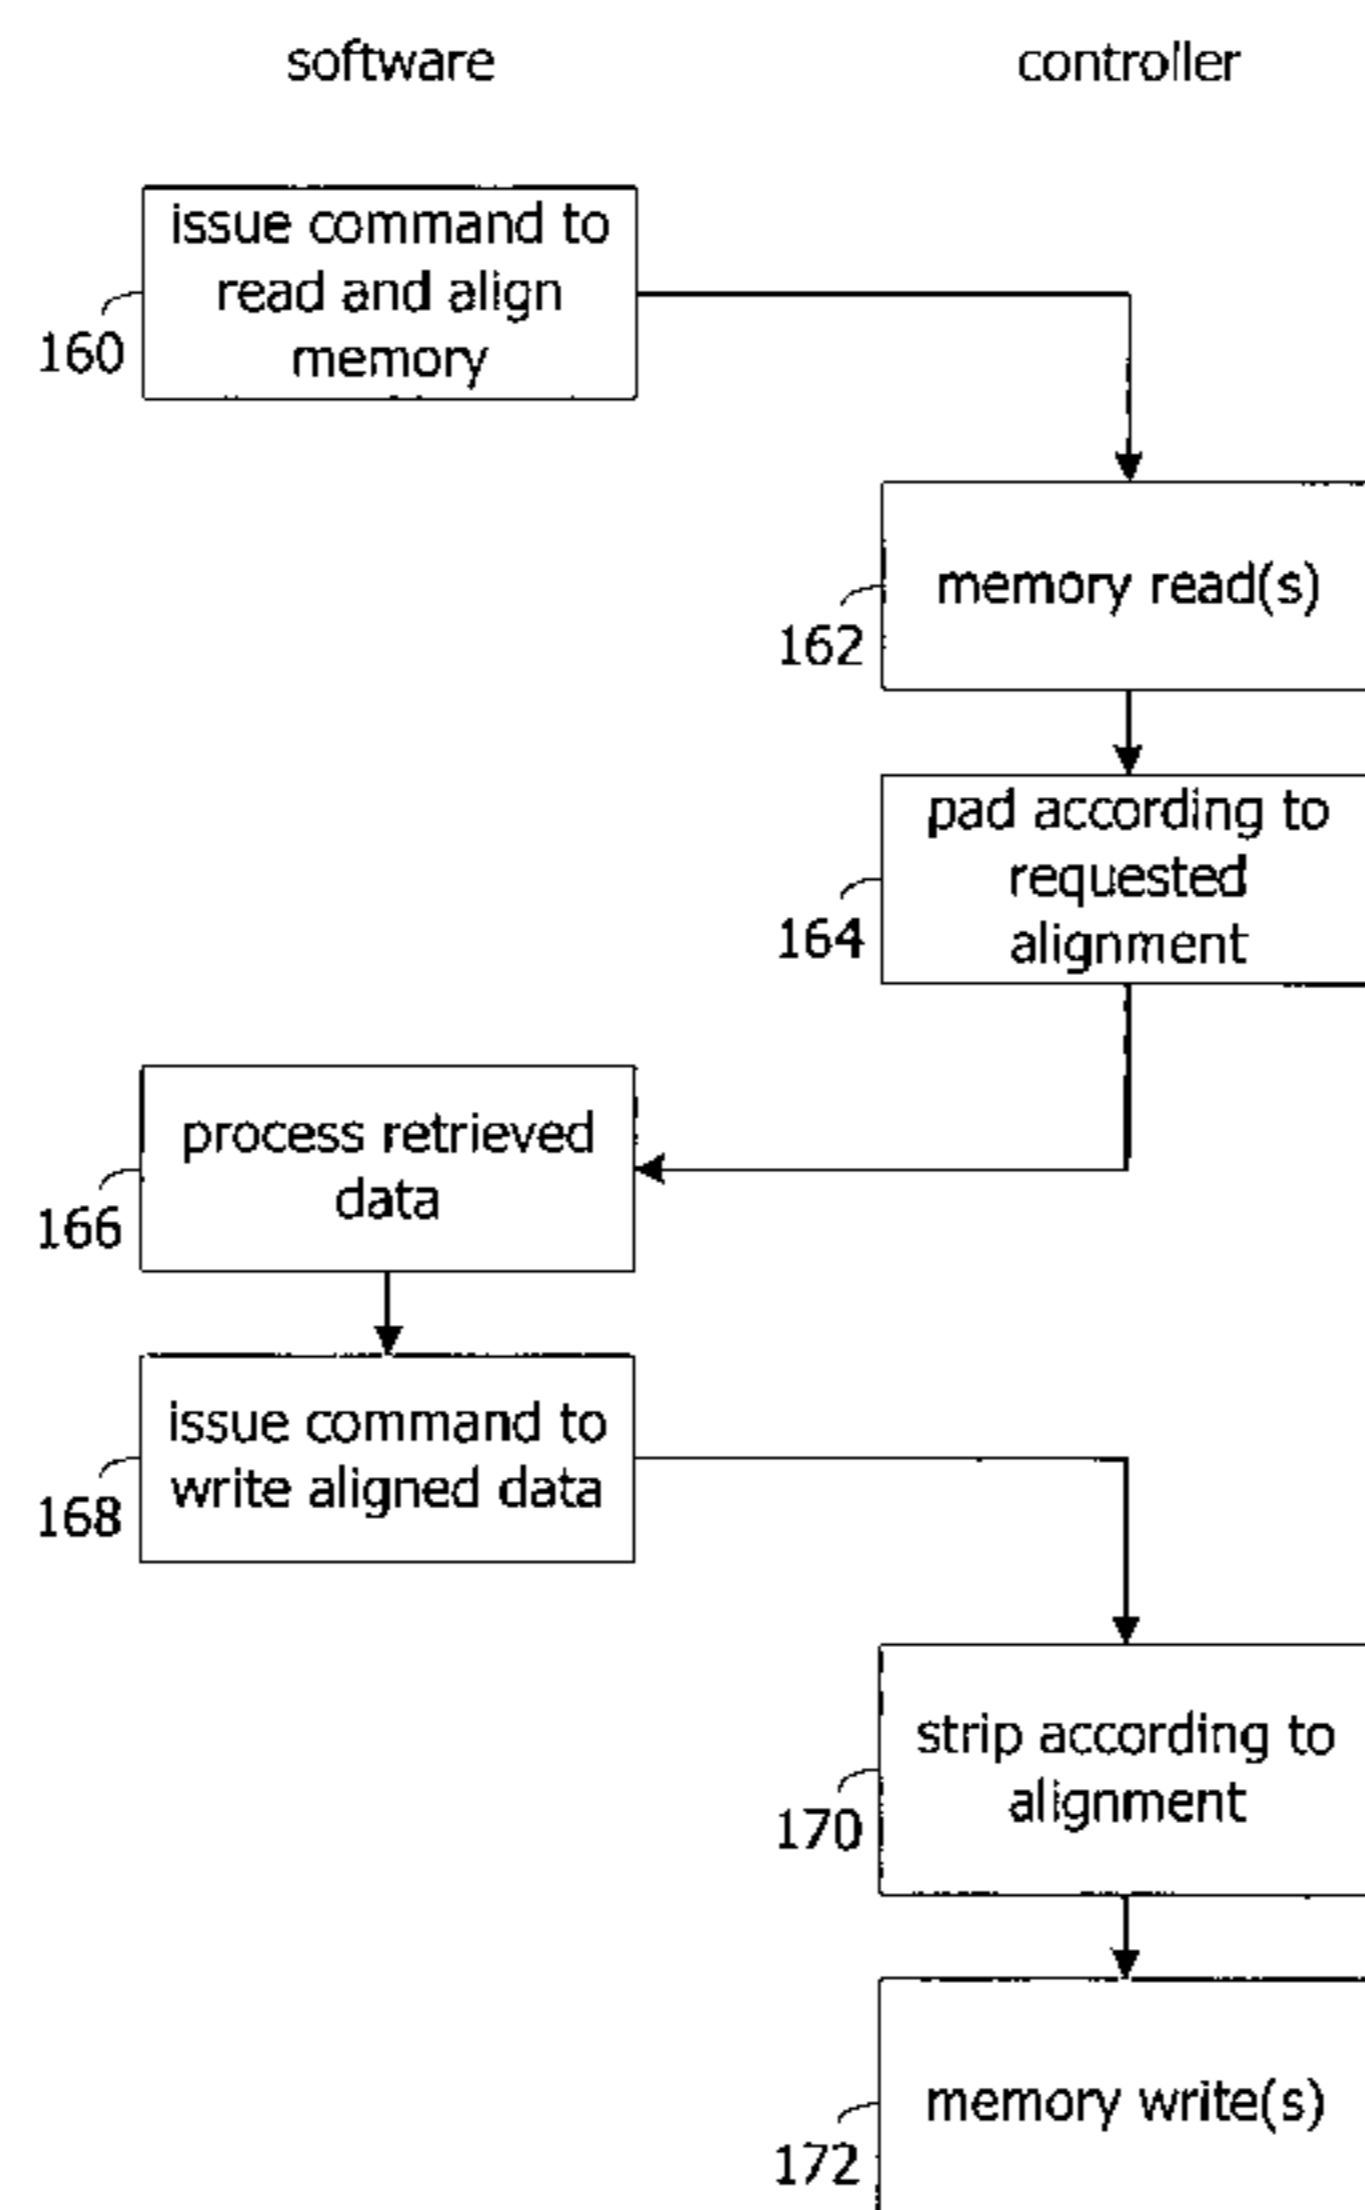 software
controller
issue command to
read and align
memory
160
memory read(s)
162
pad according to
requested
alignment
164
process retrieved
data
166
issue command to
write aligned data
168
strip according to
alignment
170
memory write(s)
172